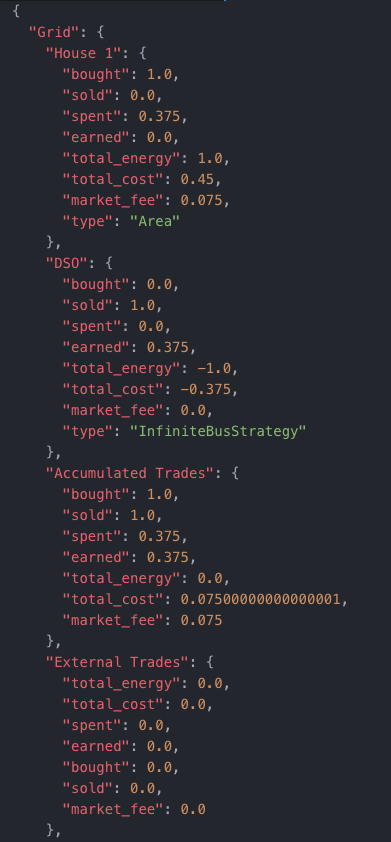 {
"Grid": {
"House 1": {
"bought": 1.0,
"sold": 0.0,
"spent": 0.375,
"earned": 0.0,
"total_energy": 1.0,
"total_cost": 0.45,
"market_fee": 0.075,
"type": "Area"
},
"DSO": {
"bought": 0.0,
"sold": 1.0,
"spent": 0.0,
"earned": 0.375,
"total_energy": -1.0,
"total_cost": -0.375,
"market_fee": 0.0,
"type": "InfiniteBusStrategy"
},
"Accumulated Trades": {
"bought": 1.0,
"sold": 1.0,
"spent": 0.375,
"earned": 0.375,
"total_energy": 0.0,
"total_cost": 0.07500000000000001,
"market_fee": 0.075
},
"External Trades": {
"total_energy": 0.0,
"total_cost": 0.0,
"spent": 0.0,
"earned": 0.0,
"bought": 0.0,
"sold": 0.0,
"market_fee": 0.0
},